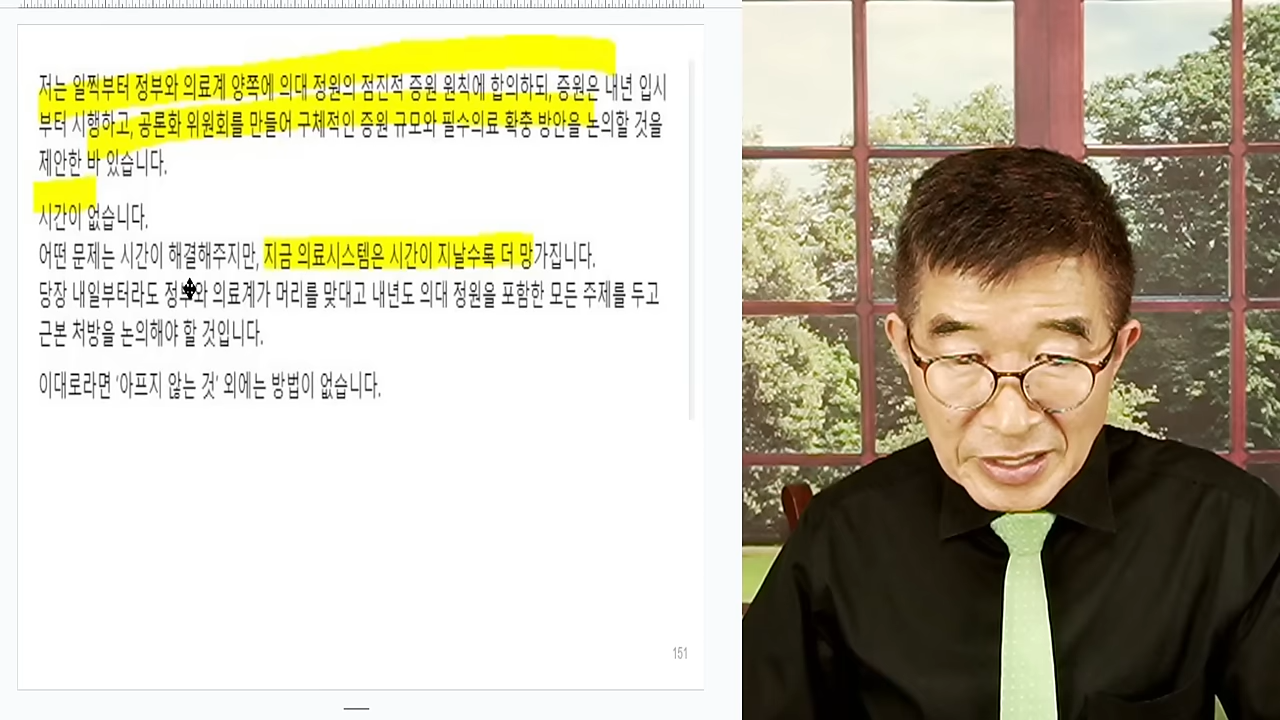 저는 일찍부터 정부와 의료계 양쪽에 의대 정원의 점진적 증원 원칙에 합의하되, 증원은 내년 입시
부터 시행하고, 공론화 위원회를 만들어 구체적인 증원 규모와 필수의료 확충 방안을 논의할 것을
제안한 바 있습니다.
시간이 없습니다.
어떤 문제는 시간이 해결해주지만, 지금 의료시스템은 시간이 지날수록 더 망가집니다.
당장 내일부터라도 정부와 의료계가 머리를 맞대고 내년도 의대 정원을 포함한 모든 주제를 두고
근본 처방을 논의해야 할 것입니다.
이대로라면 '아프지 않는 것' 외에는 방법이 없습니다.
151